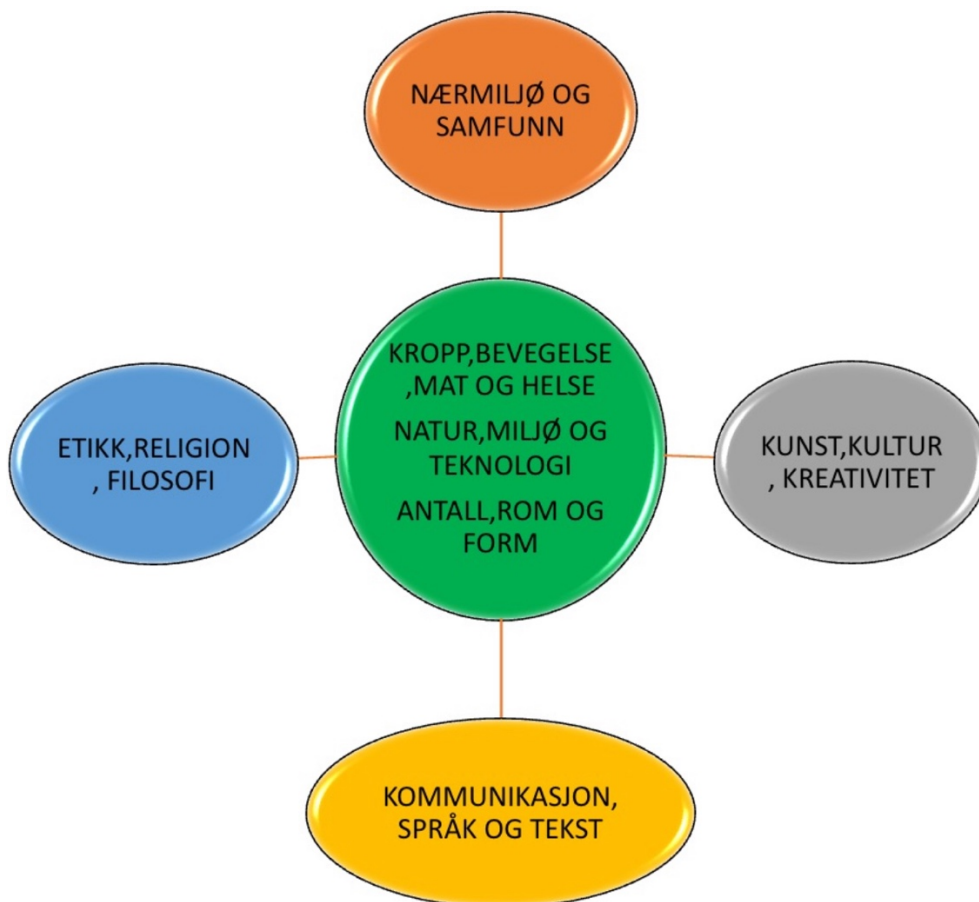 NÆRMILJØ OG
SAMFUNN
KROPP,BEVEGELSE
,MAT OG HELSE
NATUR,MILJØ OG
TEKNOLOGI
ANTALL,ROM OG
FORM
ETIKK,RELIGION
, FILOSOFI
KUNST,KULTUR
, KREATIVITET
KOMMUNIKASJON,
SPRÅK OG TEKST